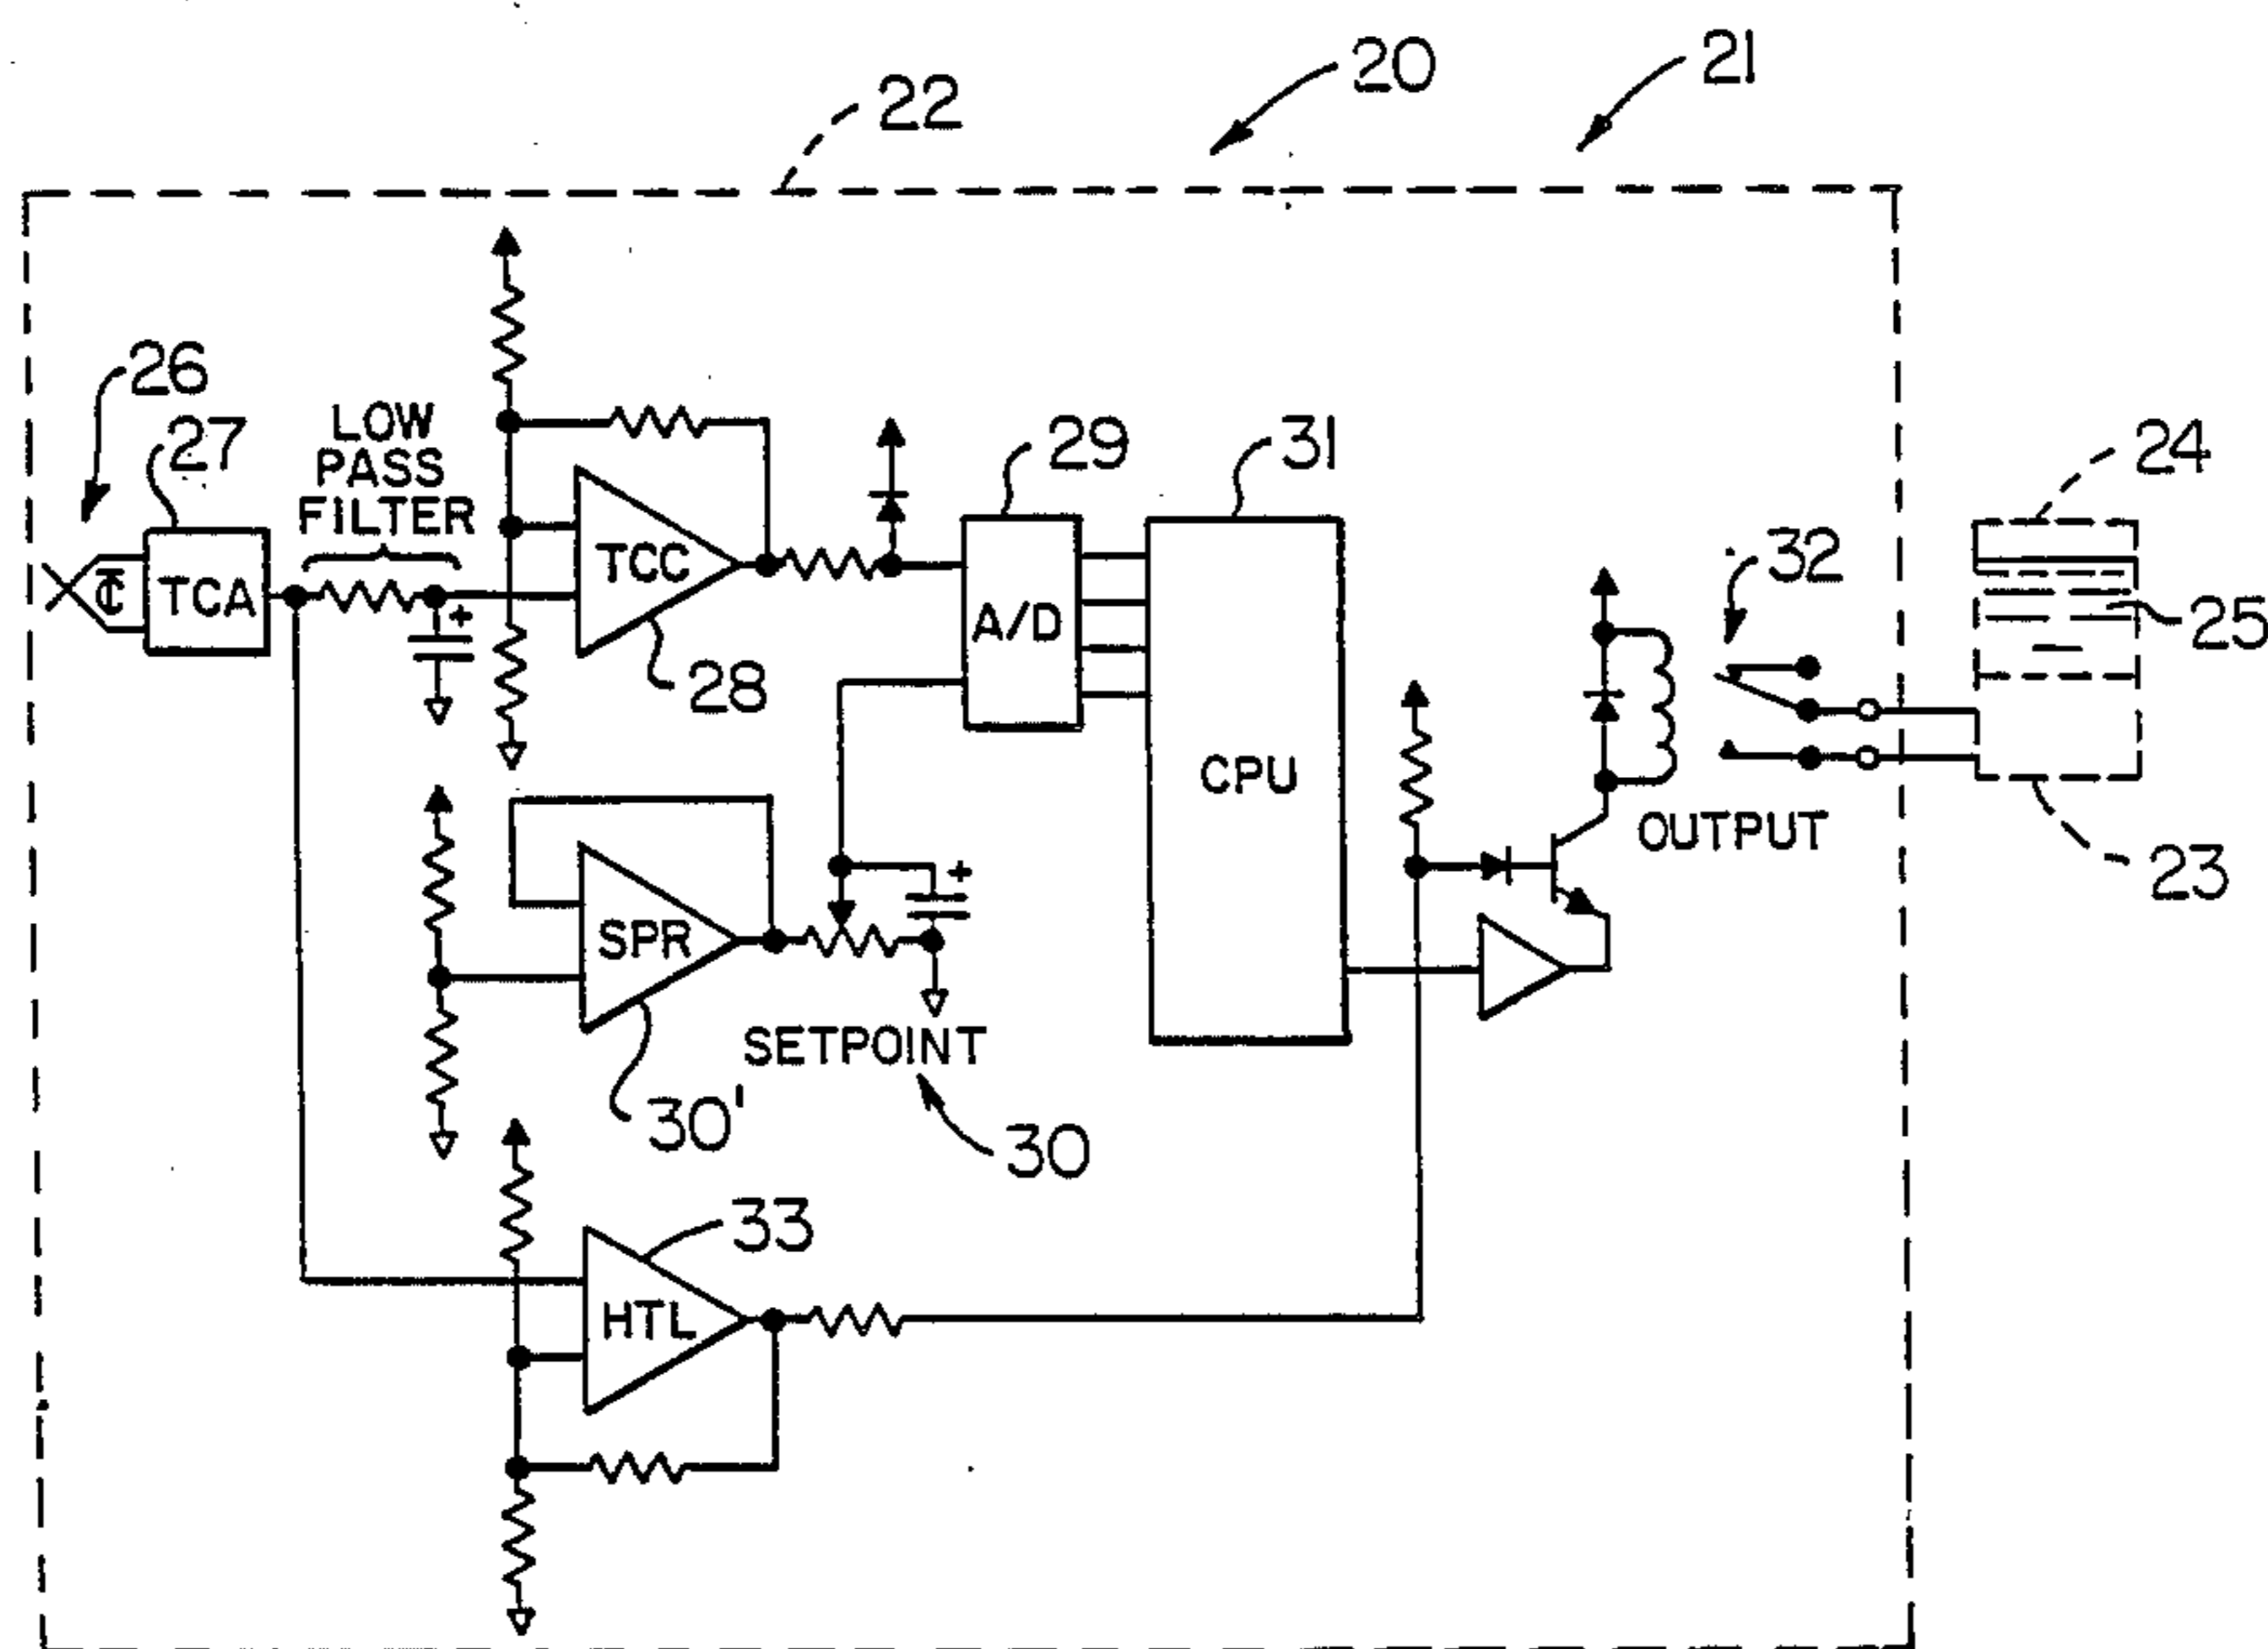 20
21
22
26
27
LOW
PASS
FILTER
TCA
TCC
28
29
A/D
31
CPU
32
24
25
23
OUTPUT
SPR
30'
SETPOINT
30
33
HTL